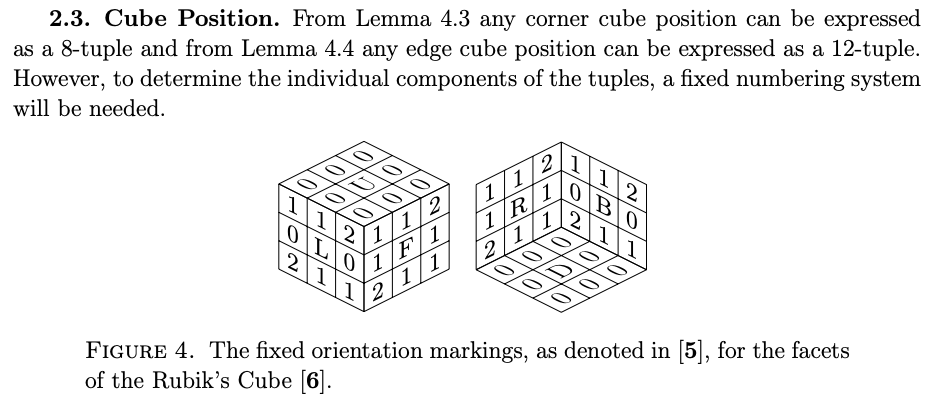 2.3. Cube Position. From Lemma 4.3 any corner cube position can be expressed
as a 8-tuple and from Lemma 4.4 any edge cube position can be expressed as a 12-tuple.
However, to determine the individual components of the tuples, a fixed numbering system
will be needed.
0 0 0
0 U 0
0 0 0
1 1 2
0 L 0
2 1 1
1 1 2
1 F 1
2 1 1
1 1 2
1 R 1
2 1 1
1 1 2
0 B 0
2 1 1
0 0 0
0 D 0
0 0 0
FIGURE 4. The fixed orientation markings, as denoted in [5], for the facets
of the Rubik's Cube [6].